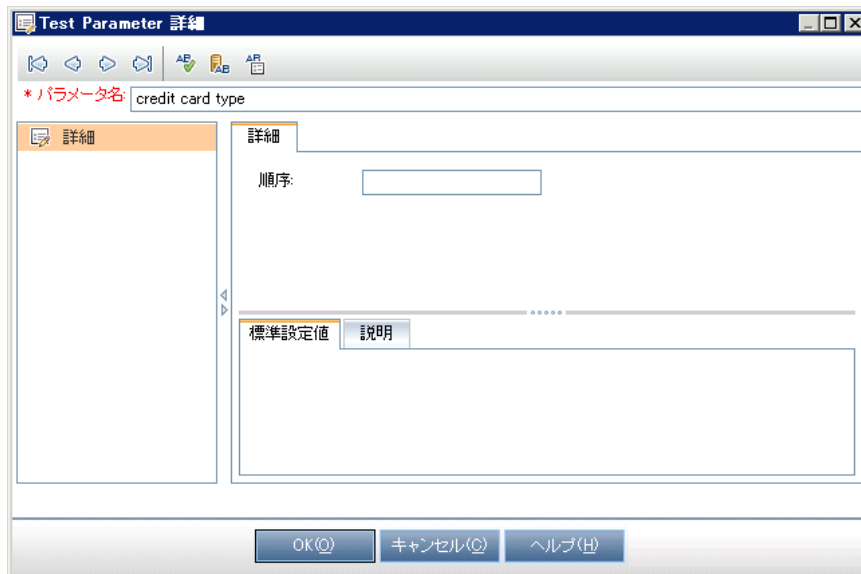 Test Parameter 詳細
* パラメータ名: credit card type
詳細
詳細
順序:
標準設定値 説明
OK(O) キャンセル(C) ヘルプ(H)